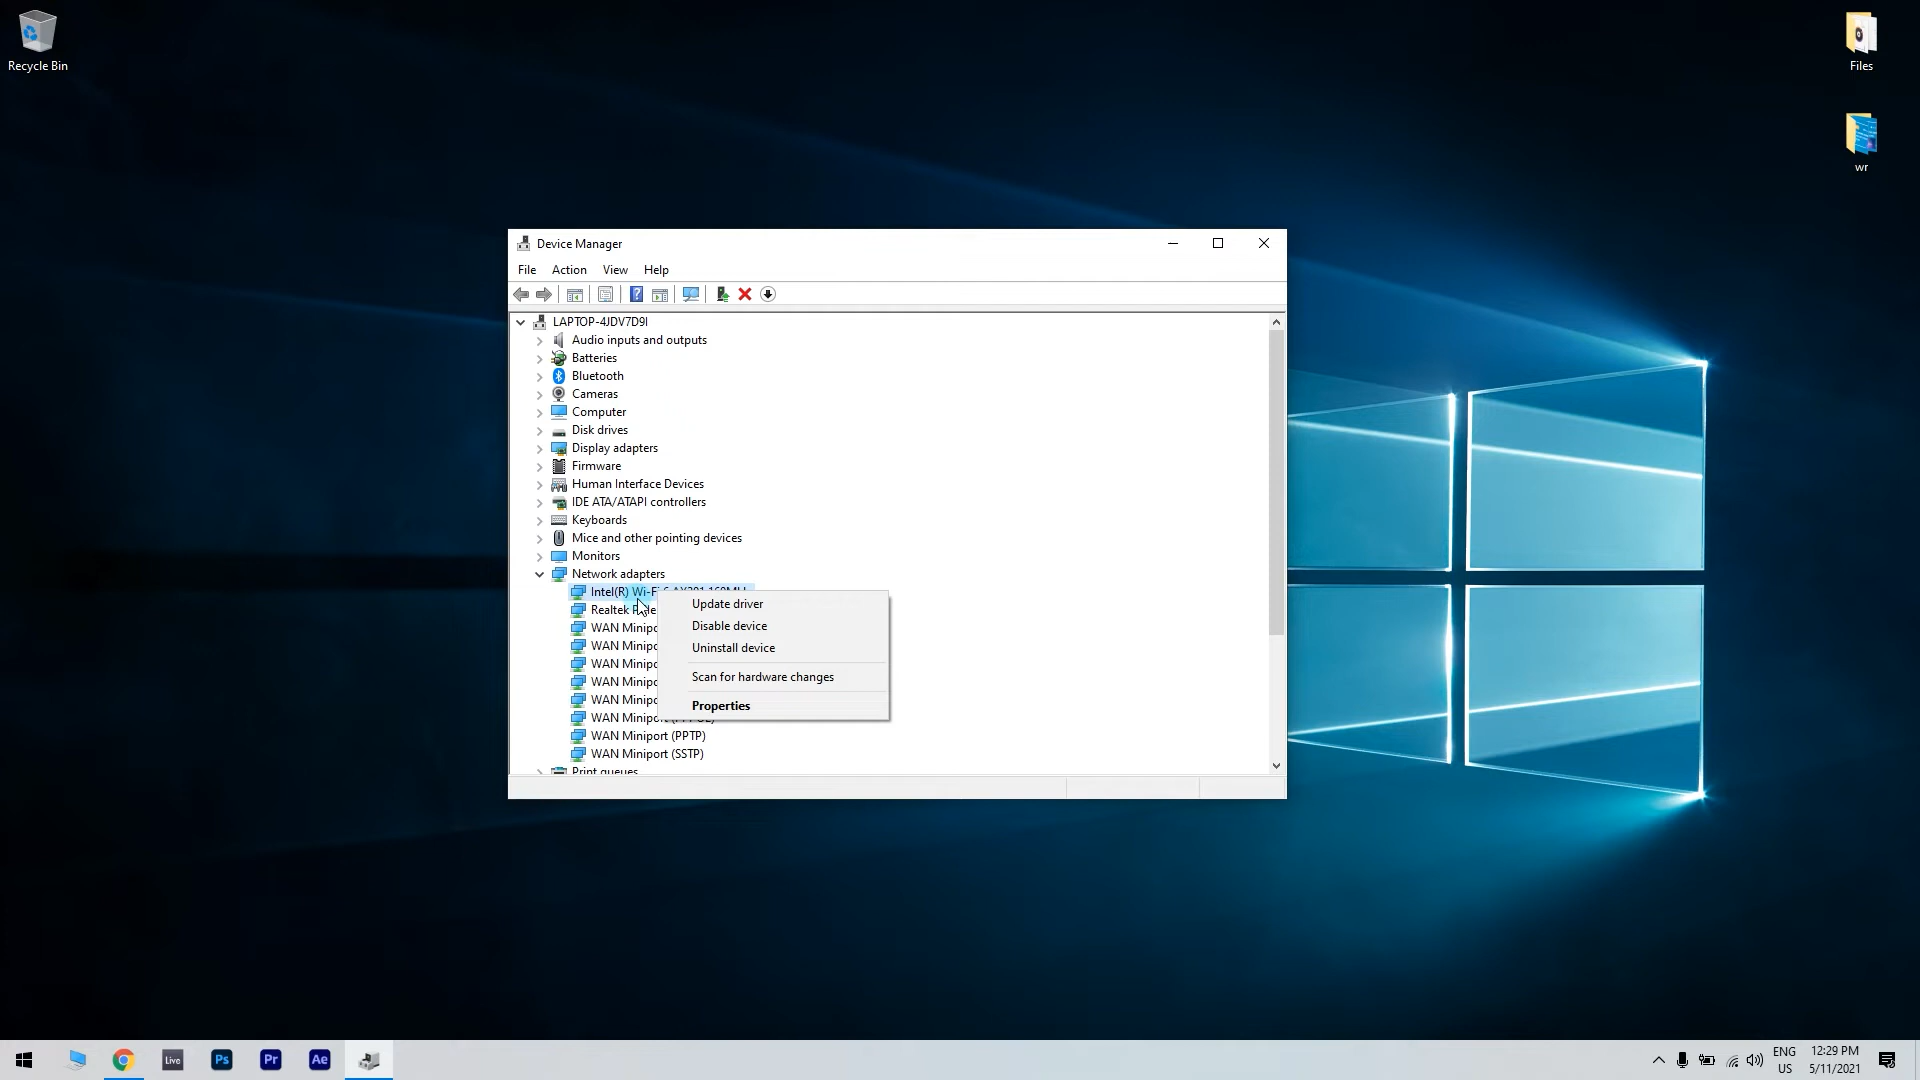 Recycle Bin
Files
wr
Device Manager
File Action View Help
LAPTOP-4JDV7D9I
Audio inputs and outputs
Batteries
Bluetooth
Cameras
Computer
Disk drives
Display adapters
Firmware
Human Interface Devices
IDE ATA/ATAPI controllers
Keyboards
Mice and other pointing devices
Monitors
Network adapters
Intel(R) Wi-Fi 6 AX201 160MHz
Realtek
WAN Minipo
WAN Minipo
WAN Minipo
WAN Minipo
WAN Minipo
WAN Miniport (PPPOE)
WAN Miniport (PPTP)
WAN Miniport (SSTP)
Print queues
Update driver
Disable device
Uninstall device
Scan for hardware changes
Properties
Live
Ps
Pr
Ae
ENG
US
12:29 PM
5/11/2021